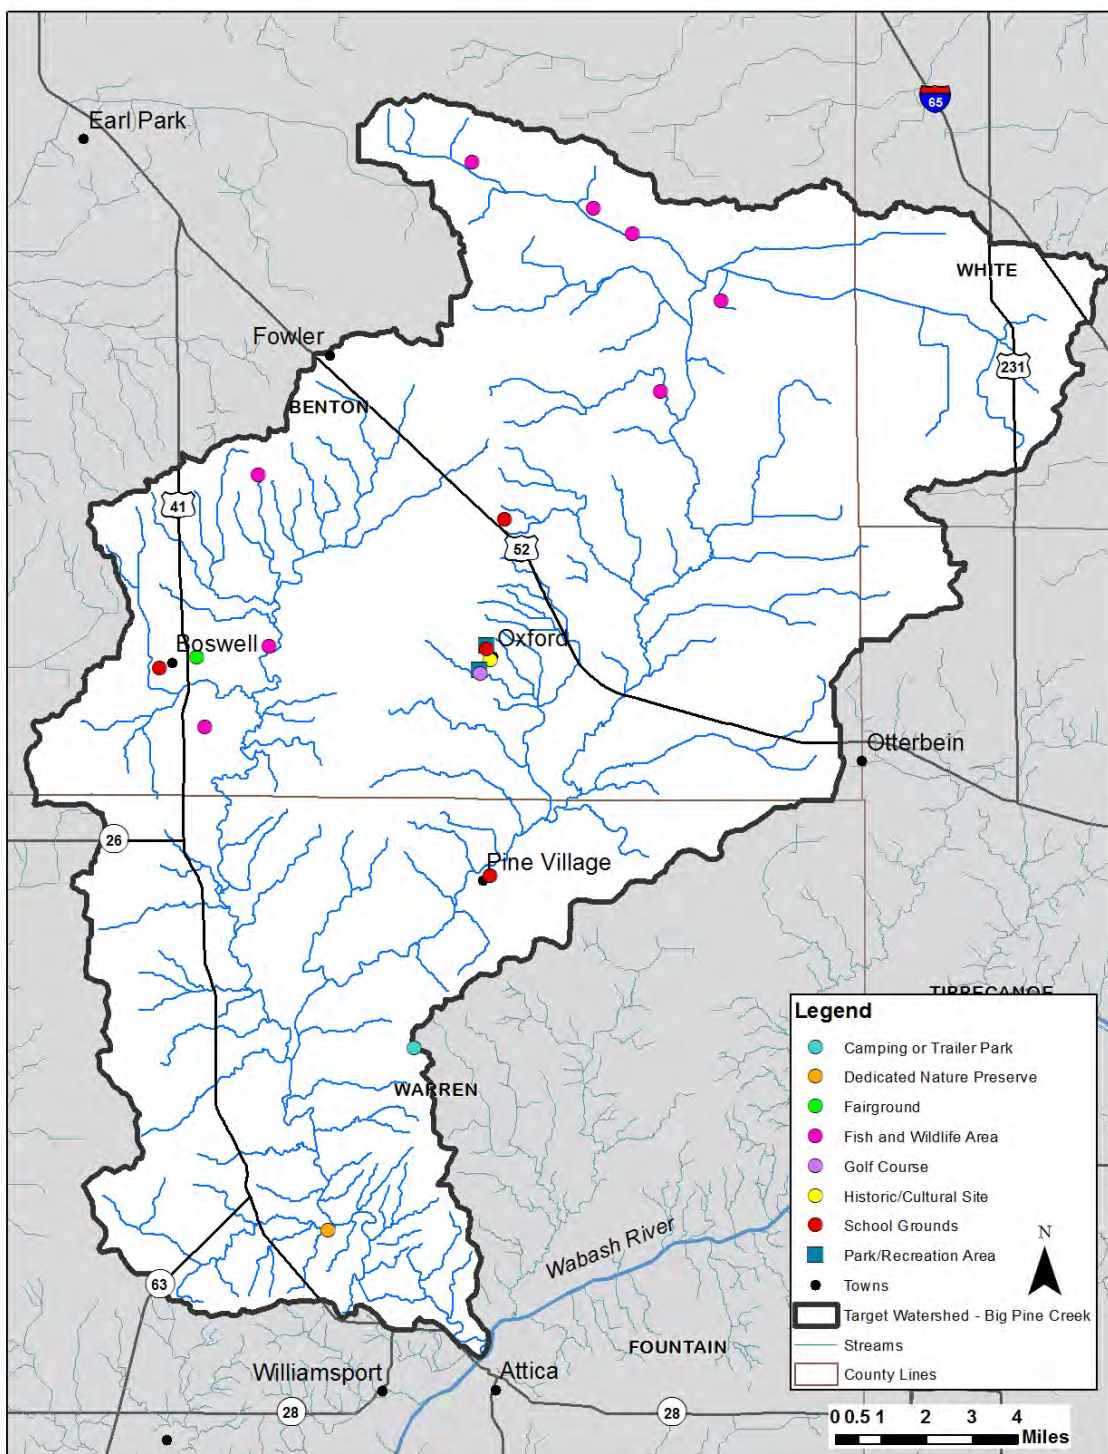 65
Earl Park
WHITE
Fowler
231
BENTON
41
52
Boswell
Oxford
Otterbein
26
Pine Village
TIPPECANOE
Legend
Camping or Trailer Park
Dedicated Nature Preserve
Fairground
Fish and Wildlife Area
Golf Course
Historic/Cultural Site
School Grounds
Park/Recreation Area
Towns
Target Watershed - Big Pine Creek
Streams
County Lines
N
WARREN
Wabash River
63
FOUNTAIN
Williamsport
Attica
28
28
0 0.5 1 2 3 4
Miles